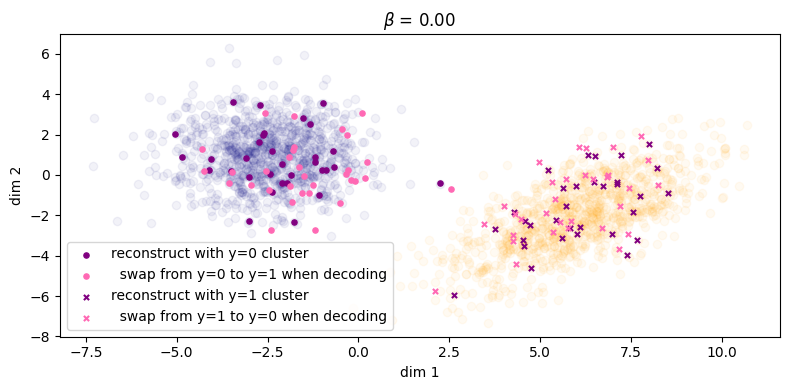 β = 0.00
dim 2
6
4
2
0
−2
−4
−6
−8
reconstruct with y=0 cluster
swap from y=0 to y=1 when decoding
reconstruct with y=1 cluster
swap from y=1 to y=0 when decoding
−7.5 −5.0 −2.5 0.0 2.5 5.0 7.5 10.0
dim 1